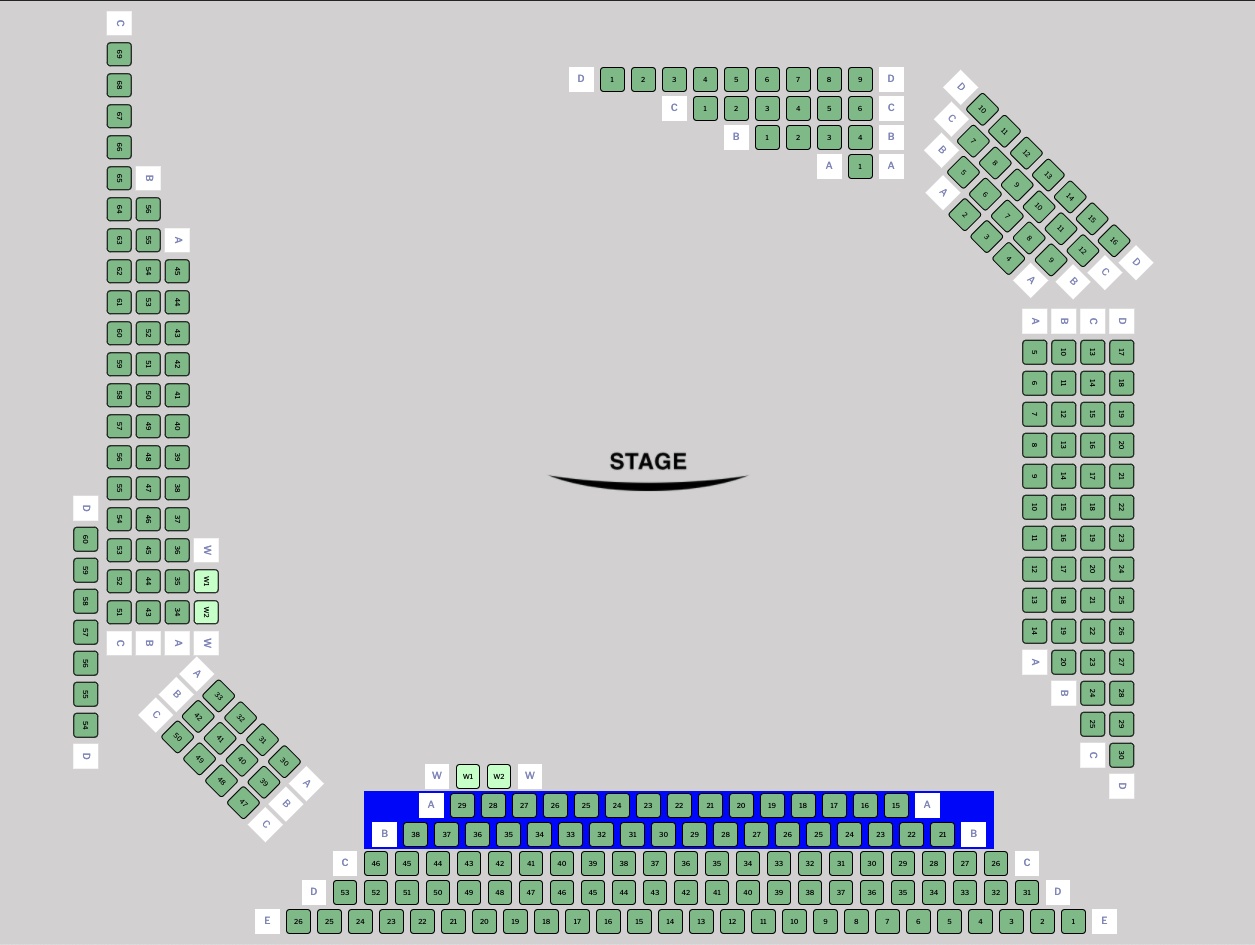 C
69
68
67
66
65 B
64 56
63 55 A
62 54 45
61 53 44
60 52 43
59 51 42
58 50 41
57 49 40
56 48 39
55 47 38
54 46 37
53 45 36 W
52 44 35 W1
51 43 34 W2
C B A W
D
60
59
58
57
56
55
54
D
A 33 32 31 30 A
B 42 41 40 39 B
C 50 49 48 47 C
D 1 2 3 4 5 6 7 8 9 D
C 1 2 3 4 5 6 C
B 1 2 3 4 B
A 1 A
D 10 11 12 13 14 15 16 D
C 7 8 9 10 11 12 C
B 5 6 7 8 9 B
A 2 3 4 A
STAGE
A B C D
5 10 13 17
6 11 14 18
7 12 15 19
8 13 16 20
9 14 17 21
10 15 18 22
11 16 19 23
12 17 20 24
13 18 21 25
14 19 22 26
A 20 23 27
B 24 28
25 29
C 30
D
W W1 W2 W
A 29 28 27 26 25 24 23 22 21 20 19 18 17 16 15 A
B 38 37 36 35 34 33 32 31 30 29 28 27 26 25 24 23 22 21 B
C 46 45 44 43 42 41 40 39 38 37 36 35 34 33 32 31 30 29 28 27 26 C
D 53 52 51 50 49 48 47 46 45 44 43 42 41 40 39 38 37 36 35 34 33 32 31 D
E 26 25 24 23 22 21 20 19 18 17 16 15 14 13 12 11 10 9 8 7 6 5 4 3 2 1 E